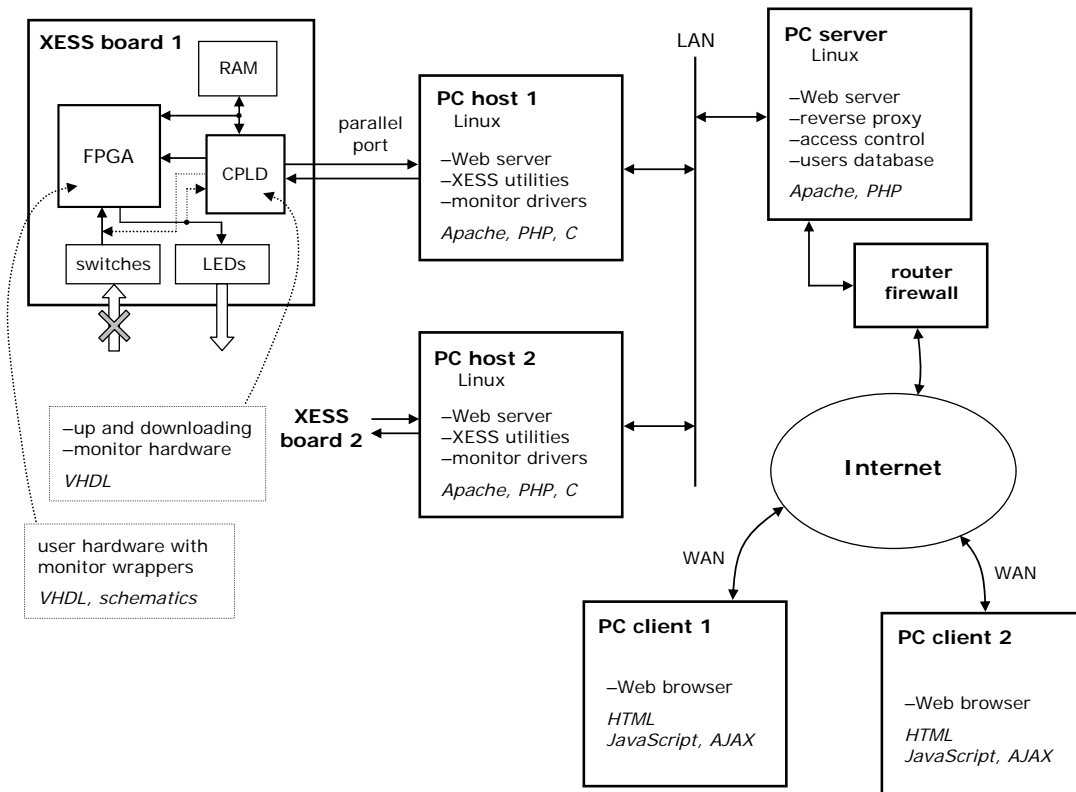 XESS board 1
RAM
FPGA
CPLD
switches
LEDs
parallel
port
PC host 1
Linux
–Web server
–XESS utilities
–monitor drivers
Apache, PHP, C
LAN
PC server
Linux
–Web server
–reverse proxy
–access control
–users database
Apache, PHP
router
firewall
XESS
board 2
PC host 2
Linux
–Web server
–XESS utilities
–monitor drivers
Apache, PHP, C
–up and downloading
–monitor hardware
VHDL
user hardware with
monitor wrappers
VHDL, schematics
Internet
WAN
WAN
PC client 1
–Web browser
HTML
JavaScript, AJAX
PC client 2
–Web browser
HTML
JavaScript, AJAX